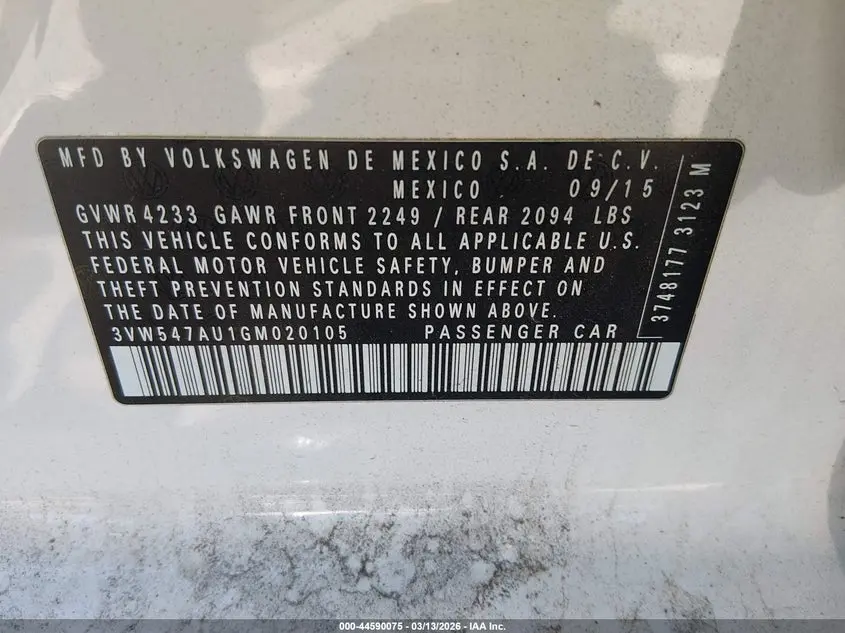 MFD BY VOLKSWAGEN DE MEXICO S.A. DE C.V.
MEXICO 09/15
GVWR 4233 GAWR FRONT 2249 / REAR 2094 LBS
THIS VEHICLE CONFORMS TO ALL APPLICABLE U.S.
FEDERAL MOTOR VEHICLE SAFETY, BUMPER AND
THEFT PREVENTION STANDARDS IN EFFECT ON
THE DATE OF MANUFACTURE SHOWN ABOVE.
3VW547AU1GM020105 PASSENGER CAR
3748177 3123 M
000-44590075 - 03/13/2026 - IAA Inc.